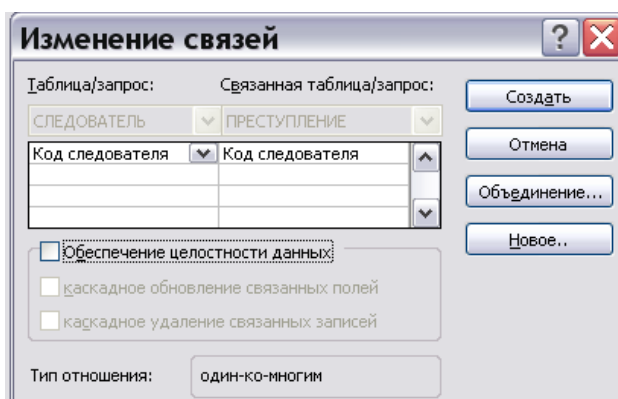 Изменение связей
Таблица/запрос: Связанная таблица/запрос:
СЛЕДОВАТЕЛЬ ПРЕСТУПЛЕНИЕ
Код следователя Код следователя
Обеспечение целостности данных
каскадное обновление связанных полей
каскадное удаление связанных записей
Тип отношения: один-ко-многим
Создать
Отмена
Объединение...
Новое..